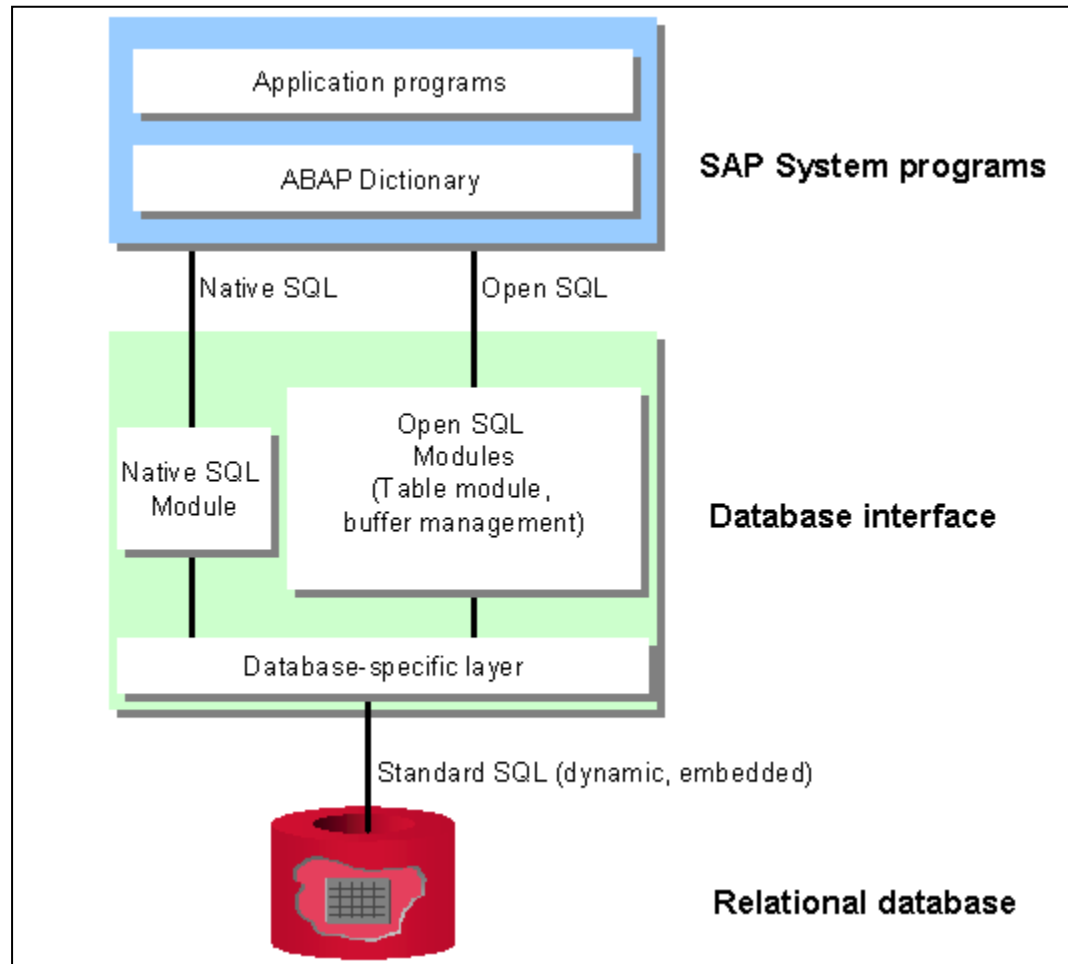 Application programs
ABAP Dictionary
SAP System programs
Native SQL
Open SQL
Native SQL
Module
Open SQL
Modules
(Table module,
buffer management)
Database interface
Database-specific layer
Standard SQL (dynamic, embedded)
Relational database